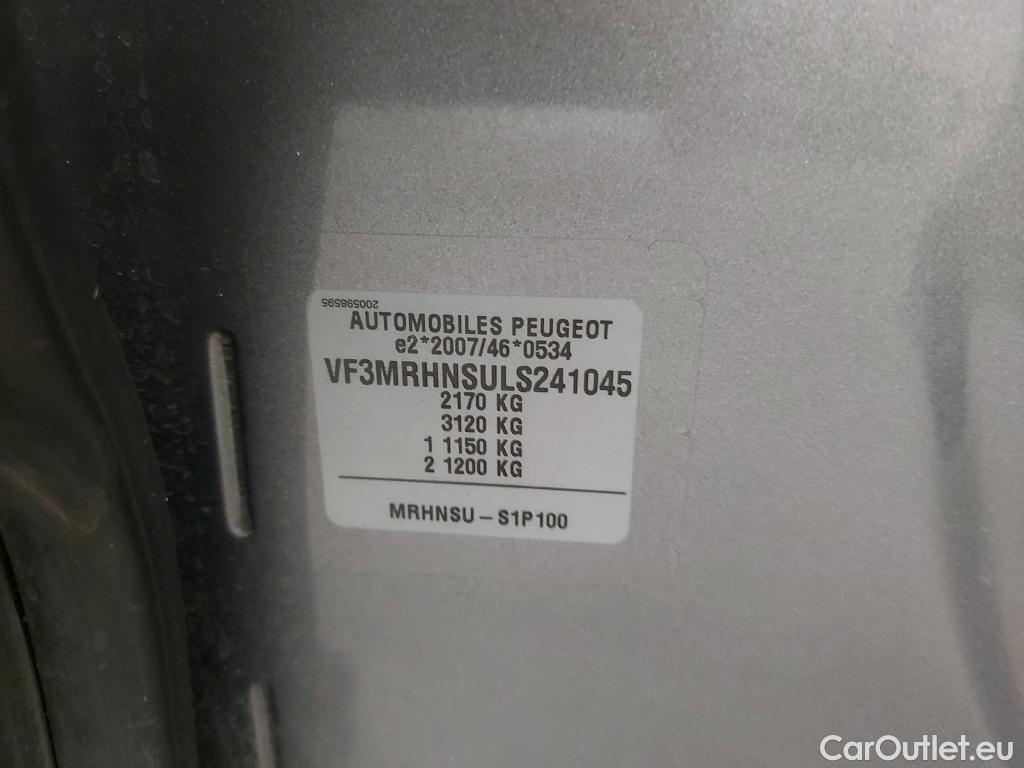 200598595
AUTOMOBILES PEUGEOT
e2*2007/46*0534
VF3MRHNSULS241045
2170 KG
3120 KG
1 1150 KG
2 1200 KG
MRHNSU – S1P100
CarOutlet.eu